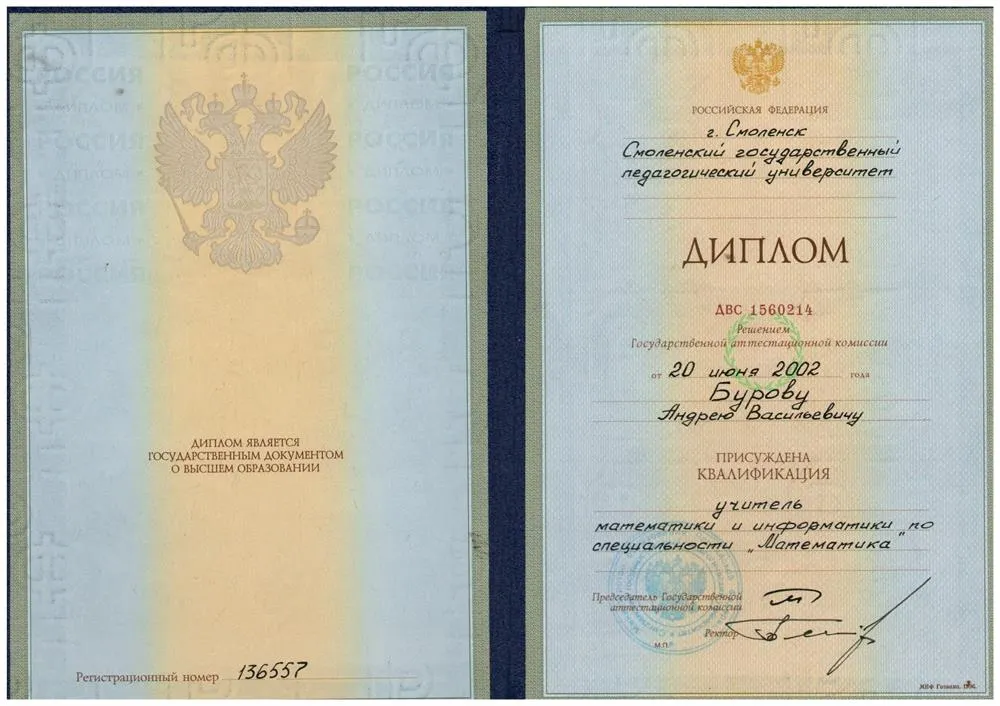 ДИПЛОМ ЯВЛЯЕТСЯ
ГОСУДАРСТВЕННЫМ ДОКУМЕНТОМ
О ВЫСШЕМ ОБРАЗОВАНИИ
Регистрационный номер 136557
РОССИЙСКАЯ ФЕДЕРАЦИЯ
г. Смоленск
Смоленский государственный
педагогический университет
ДИПЛОМ
ДВС 1560214
Решением
Государственной аттестационной комиссии
от 20 июня 2002 года
Бурову
Андрею Васильевичу
ПРИСУЖДЕНА
КВАЛИФИКАЦИЯ
учитель
математики и информатики по
специальности „Математика"
Председатель Государственной
аттестационной комиссии
Ректор
М.П.